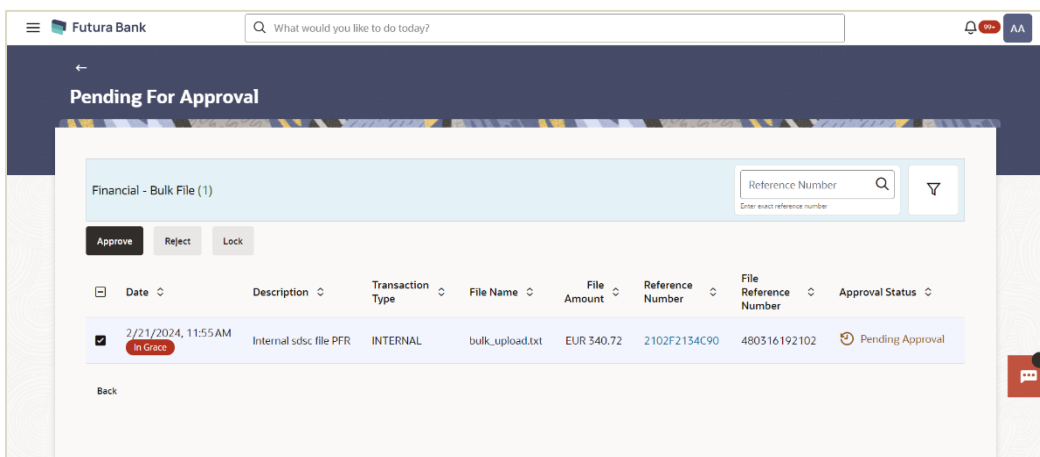 Futura Bank
What would you like to do today?
99+
AA
Pending For Approval
Financial - Bulk File (1)
Reference Number
Enter exact reference number
Approve
Reject
Lock
Date
Description
Transaction Type
File Name
File Amount
Reference Number
File Reference Number
Approval Status
2/21/2024, 11:55 AM
In Grace
Internal sdsc file PFR
INTERNAL
bulk_upload.txt
EUR 340.72
2102F2134C90
480316192102
Pending Approval
Back